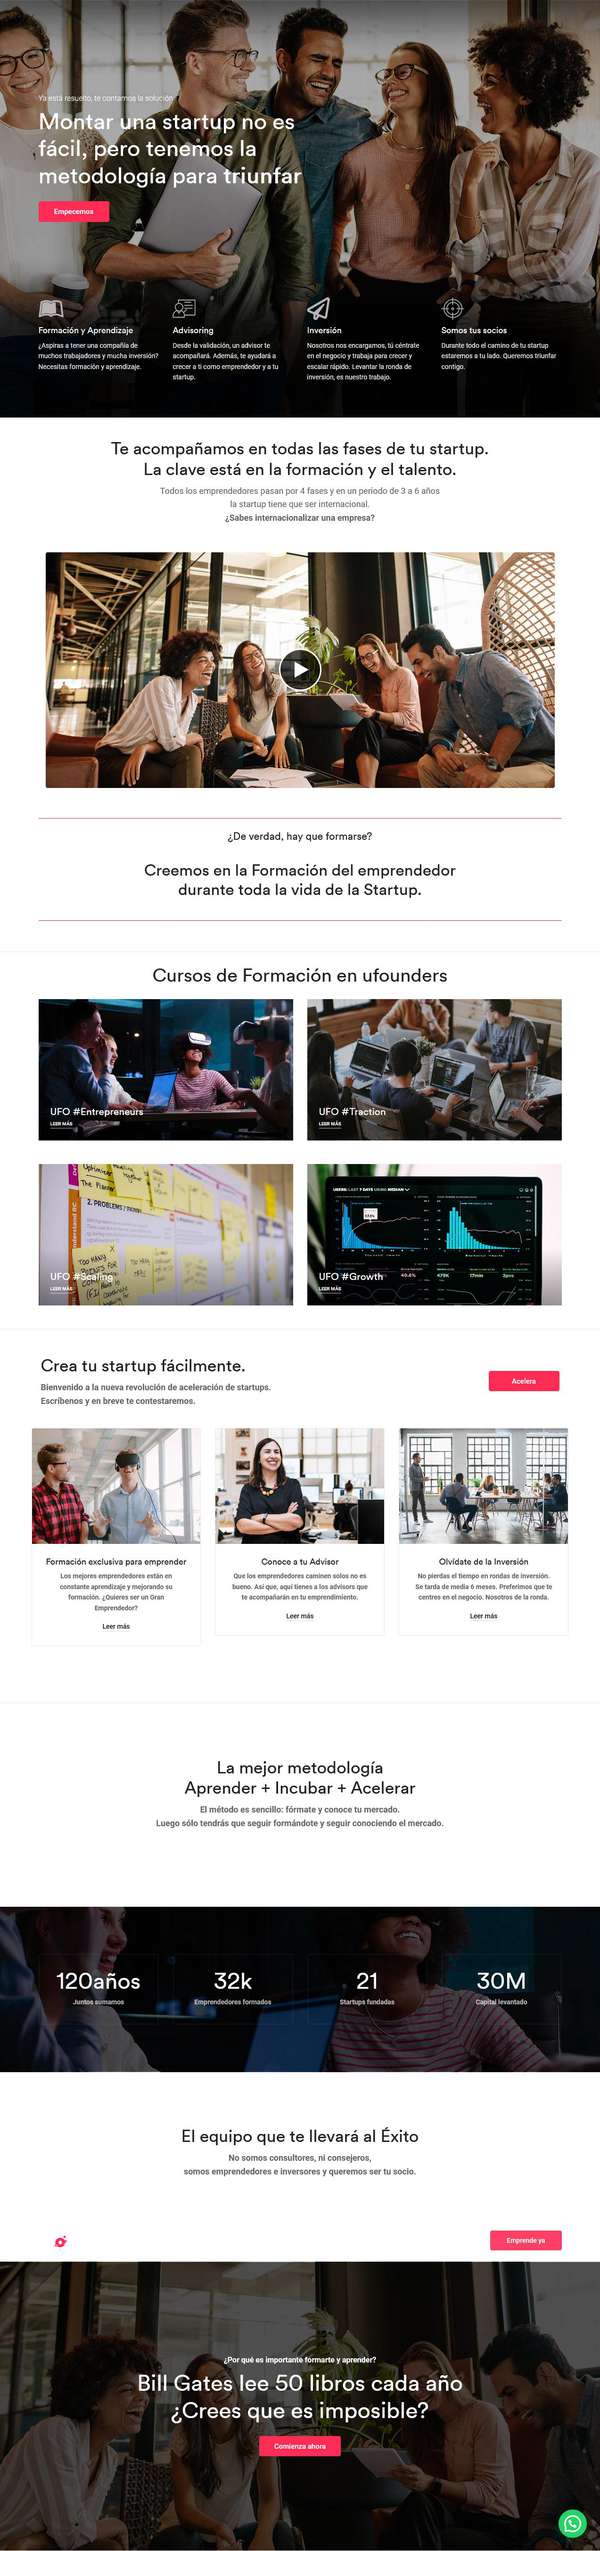 Ya está resuelto, te contamos la solución
Montar una startup no es
fácil, pero tenemos la
metodología para triunfar
Empecemos
Formación y Aprendizaje
¿Aspiras a tener una compañía de
muchos trabajadores y mucha inversión?
Necesitas formación y aprendizaje.
Advisoring
Desde la validación, un advisor te
acompañará. Además, te ayudará a
crecer a ti como emprendedor y a tu
startup.
Inversión
Nosotros nos encargamos, tú céntrate
en el negocio y trabaja para crecer y
escalar rápido. Levantar la ronda de
inversión, es nuestro trabajo.
Somos tus socios
Durante todo el camino de tu startup
estaremos a tu lado. Queremos triunfar
contigo.
Te acompañamos en todas las fases de tu startup.
La clave está en la formación y el talento.
Todos los emprendedores pasan por 4 fases y en un período de 3 a 6 años
la startup tiene que ser internacional.
¿Sabes internacionalizar una empresa?
¿De verdad, hay que formarse?
Creemos en la Formación del emprendedor
durante toda la vida de la Startup.
Cursos de Formación en ufounders
UFO #Entrepreneurs
LEER MÁS
UFO #Traction
LEER MÁS
2. PROBLEMS / PAINS
TOO MANY
UFO #Scaling
LEER MÁS
USERS LAST 7 DAYS USING MEDIAN
UFO #Growth
LEER MÁS
Crea tu startup fácilmente.
Bienvenido a la nueva revolución de aceleración de startups.
Escríbenos y en breve te contestaremos.
Acelera
Formación exclusiva para emprender
Los mejores emprendedores están en
constante aprendizaje y mejorando su
formación. ¿Quieres ser un Gran
Emprendedor?
Leer más
Conoce a tu Advisor
Que los emprendedores caminen solos no es
bueno. Así que, aquí tienes a los advisors que
te acompañarán en tu emprendimiento.
Leer más
Olvídate de la Inversión
No pierdas el tiempo en rondas de inversión.
Se tarda de media 6 meses. Preferimos que te
centres en el negocio. Nosotros de la ronda.
Leer más
La mejor metodología
Aprender + Incubar + Acelerar
El método es sencillo: fórmate y conoce tu mercado.
Luego sólo tendrás que seguir formándote y seguir conociendo el mercado.
120años
Juntos sumamos
32k
Emprendedores formados
21
Startups fundadas
30M
Capital levantado
El equipo que te llevará al Éxito
No somos consultores, ni consejeros,
somos emprendedores e inversores y queremos ser tu socio.
Emprende ya
¿Por qué es importante formarte y aprender?
Bill Gates lee 50 libros cada año
¿Crees que es imposible?
Comienza ahora